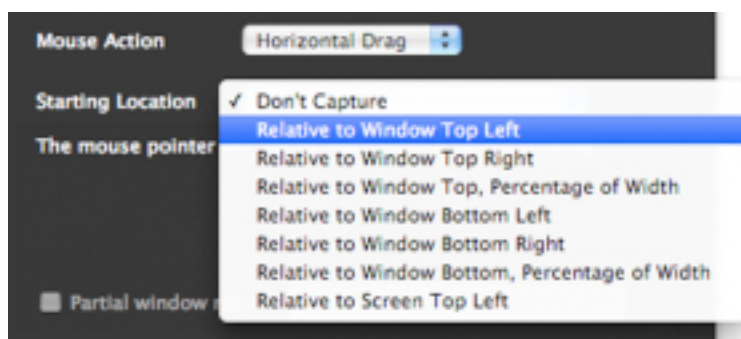 Mouse Action Horizontal Drag
Starting Location ✓ Don't Capture
Relative to Window Top Left
The mouse pointer
Relative to Window Top Right
Relative to Window Top, Percentage of Width
Relative to Window Bottom Left
Relative to Window Bottom Right
Relative to Window Bottom, Percentage of Width
Partial window
Relative to Screen Top Left